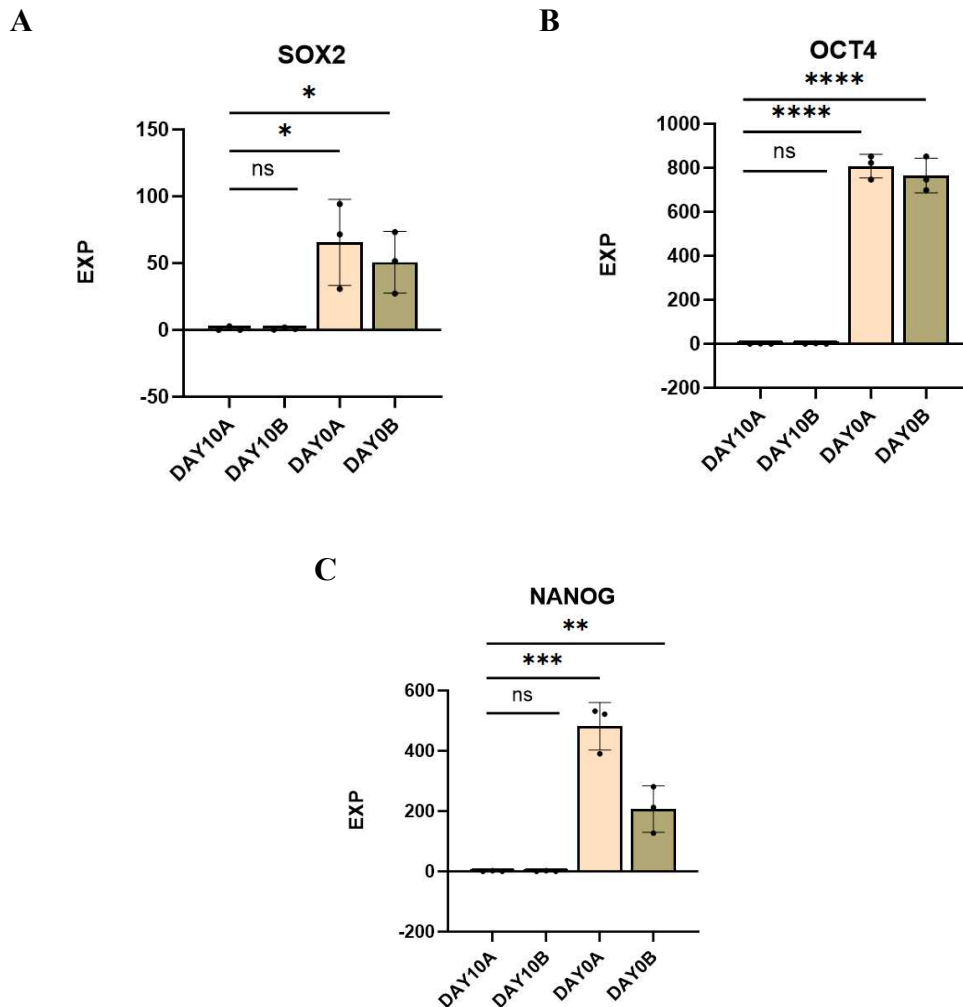 A
SOX2
*
*
ns
150
100
50
0
-50
EXP
DAY10A
DAY10B
DAY0A
DAY0B
B
OCT4
****
****
ns
1000
800
600
400
200
0
-200
EXP
DAY10A
DAY10B
DAY0A
DAY0B
C
NANOG
**
***
ns
600
400
200
0
-200
EXP
DAY10A
DAY10B
DAY0A
DAY0B